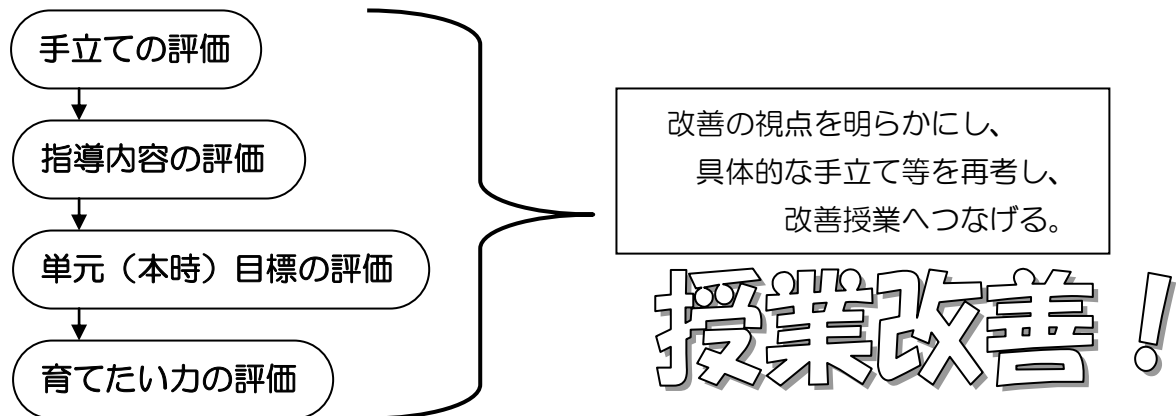 手立ての評価
指導内容の評価
単元（本時）目標の評価
育てたい力の評価
改善の視点を明らかにし、
具体的な手立て等を再考し、
改善授業へつなげる。
授業改善！